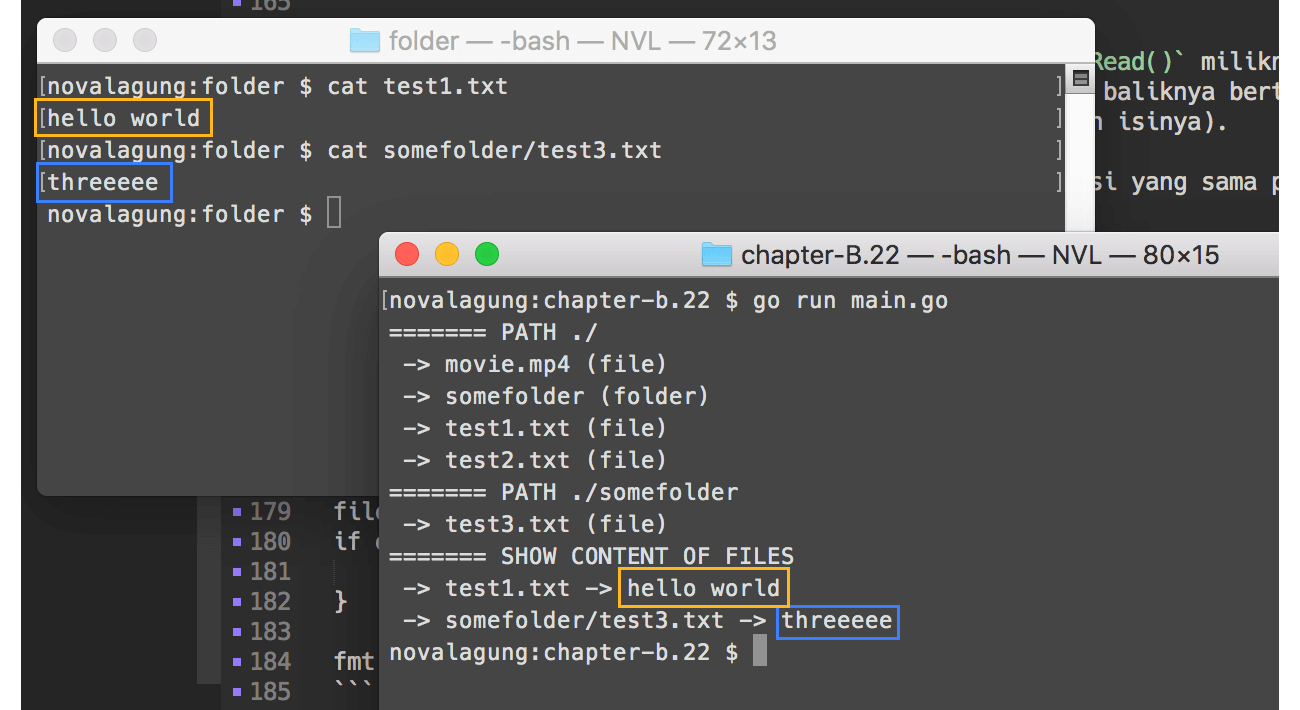 165
folder — -bash — NVL — 72×13
[novalagung:folder $ cat test1.txt ]
[hello world ]
[novalagung:folder $ cat somefolder/test3.txt ]
[threeeee ]
novalagung:folder $
Read()` milikn
baliknya bert
n isinya).
si yang sama p
chapter-B.22 — -bash — NVL — 80×15
[novalagung:chapter-b.22 $ go run main.go
======= PATH ./
-> movie.mp4 (file)
-> somefolder (folder)
-> test1.txt (file)
-> test2.txt (file)
======= PATH ./somefolder
-> test3.txt (file)
======= SHOW CONTENT OF FILES
-> test1.txt -> hello world
-> somefolder/test3.txt -> threeeee
novalagung:chapter-b.22 $
179 file
180 if
181
182 }
183
184 fmt
185 ```